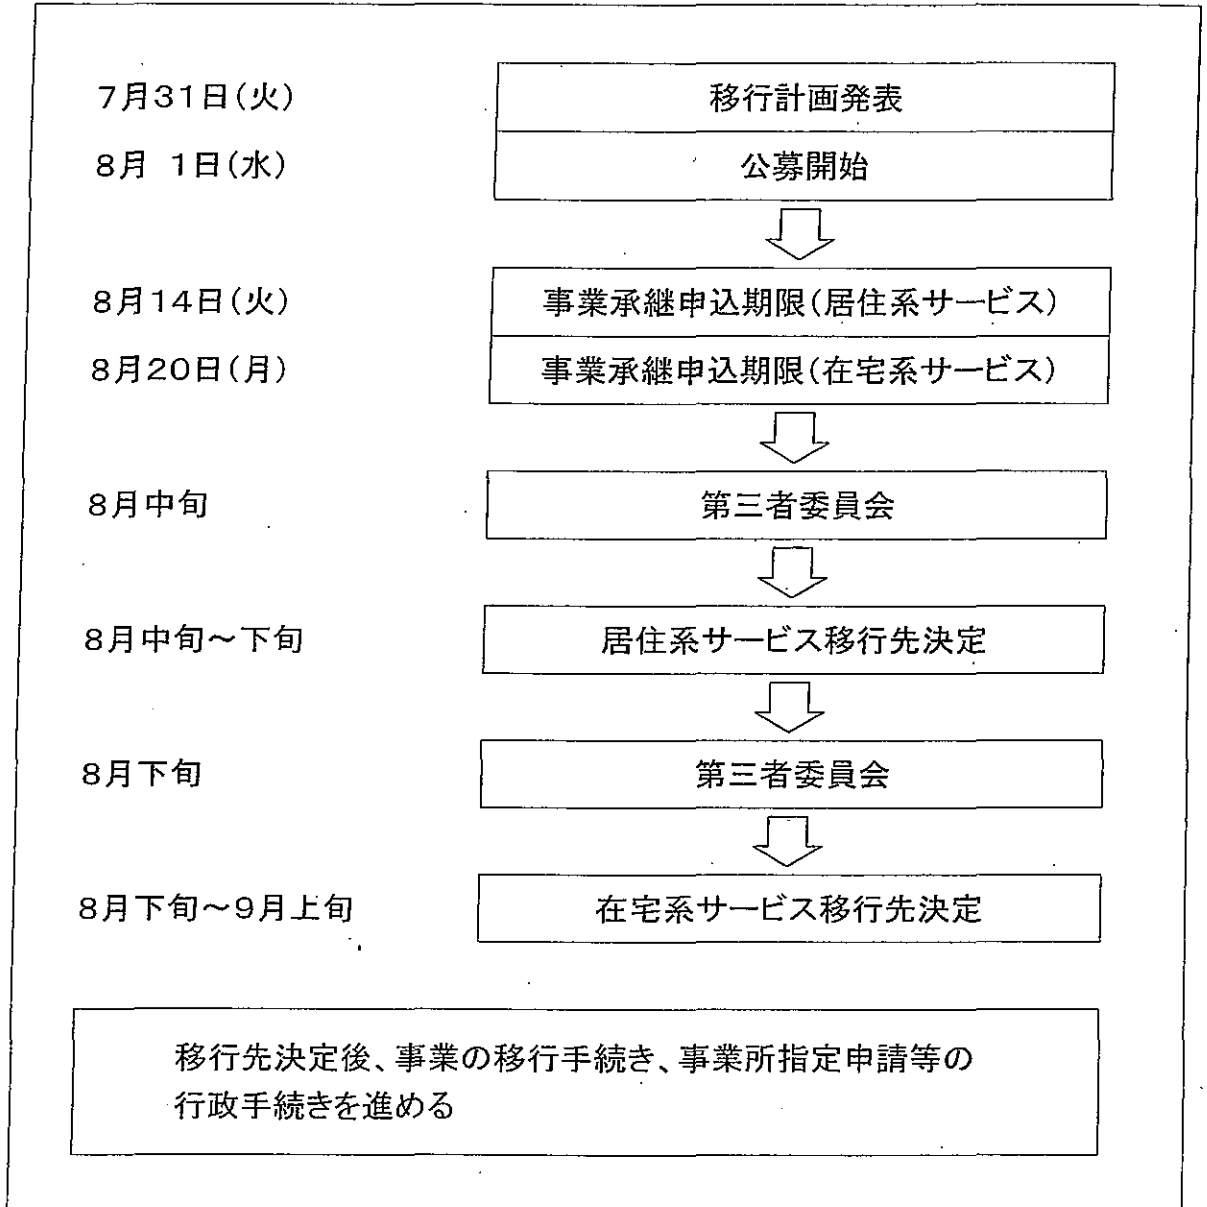 7月31日(火) 移行計画発表
8月 1日(水) 公募開始
8月14日(火) 事業承継申込期限(居住系サービス)
8月20日(月) 事業承継申込期限(在宅系サービス)
8月中旬 第三者委員会
8月中旬～下旬 居住系サービス移行先決定
8月下旬 第三者委員会
8月下旬～9月上旬 在宅系サービス移行先決定
移行先決定後、事業の移行手続き、事業所指定申請等の
行政手続きを進める